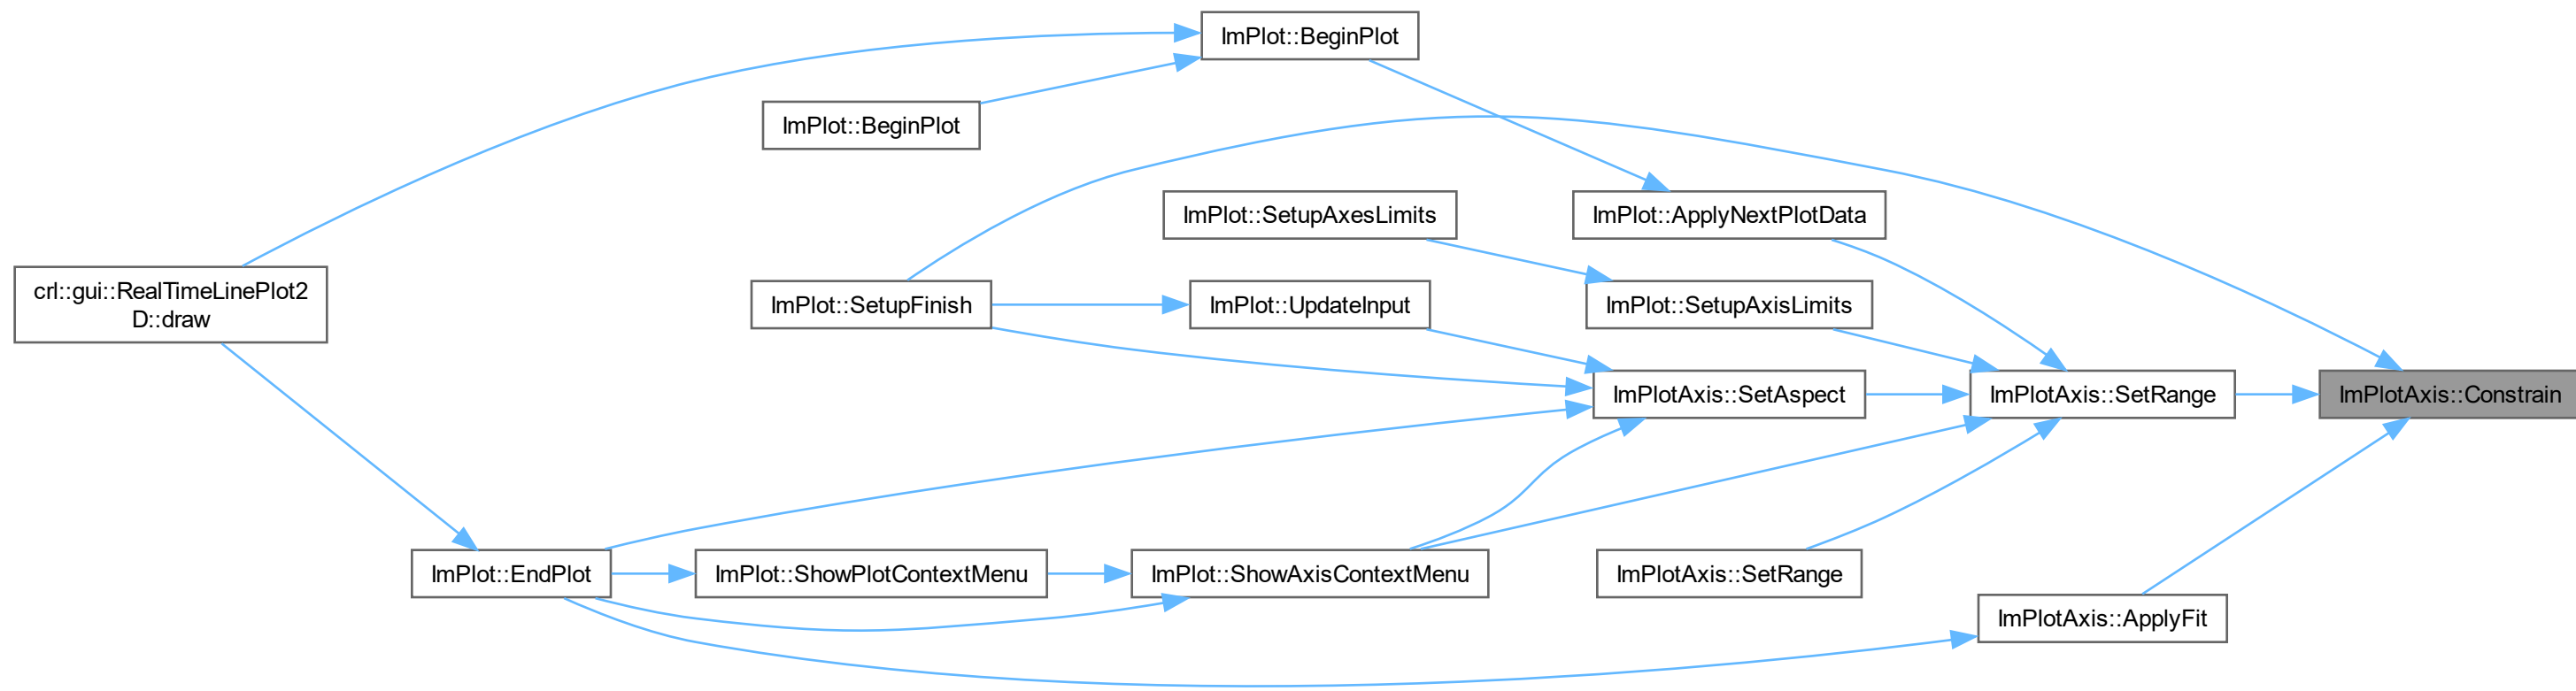 ImPlot::BeginPlot
ImPlot::BeginPlot
ImPlot::SetupAxesLimits
ImPlot::ApplyNextPlotData
crl::gui::RealTimeLinePlot2
D::draw
ImPlot::SetupFinish
ImPlot::UpdateInput
ImPlot::SetupAxisLimits
ImPlotAxis::SetAspect
ImPlotAxis::SetRange
ImPlotAxis::Constrain
ImPlot::EndPlot
ImPlot::ShowPlotContextMenu
ImPlot::ShowAxisContextMenu
ImPlotAxis::SetRange
ImPlotAxis::ApplyFit